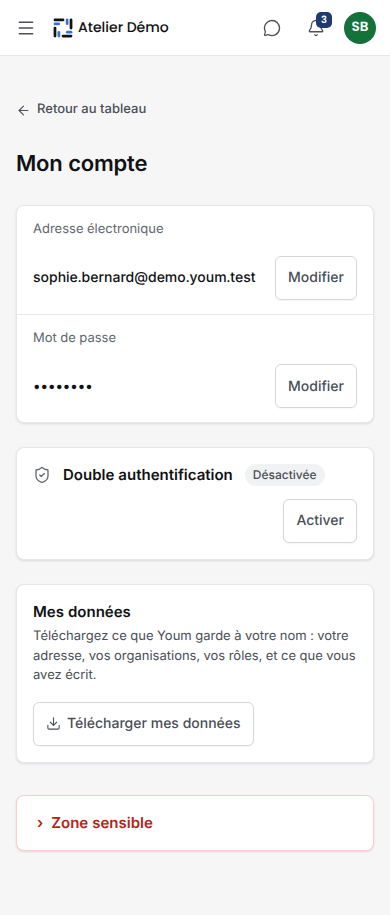 Atelier Démo
3
SB
Retour au tableau
Mon compte
Adresse électronique
sophie.bernard@demo.youm.test
Modifier
Mot de passe
••••••••
Modifier
Double authentification
Désactivée
Activer
Mes données
Téléchargez ce que Youm garde à votre nom : votre
adresse, vos organisations, vos rôles, et ce que vous
avez écrit.
Télécharger mes données
› Zone sensible